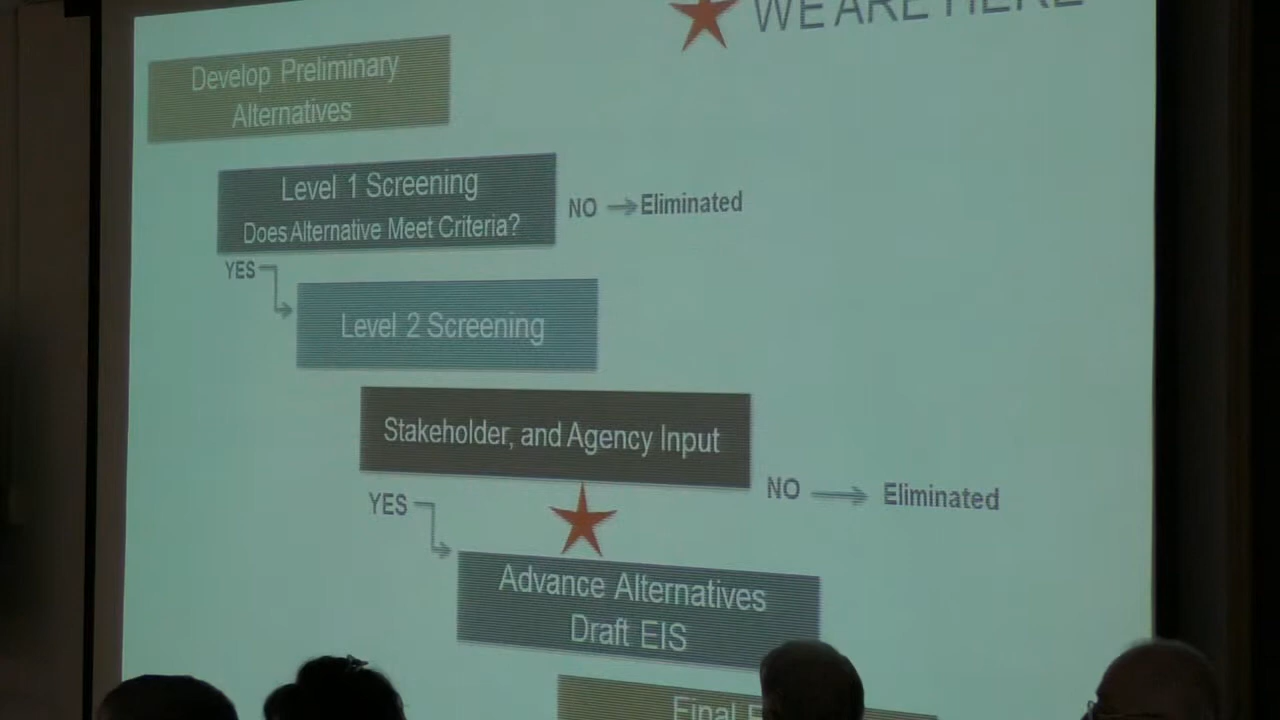 WE ARE HERE
Develop Preliminary
Alternatives
Level 1 Screening
Does Alternative Meet Criteria?
NO
Eliminated
YES
Level 2 Screening
Stakeholder, and Agency Input
NO
Eliminated
YES
Advance Alternatives
Draft EIS
Final